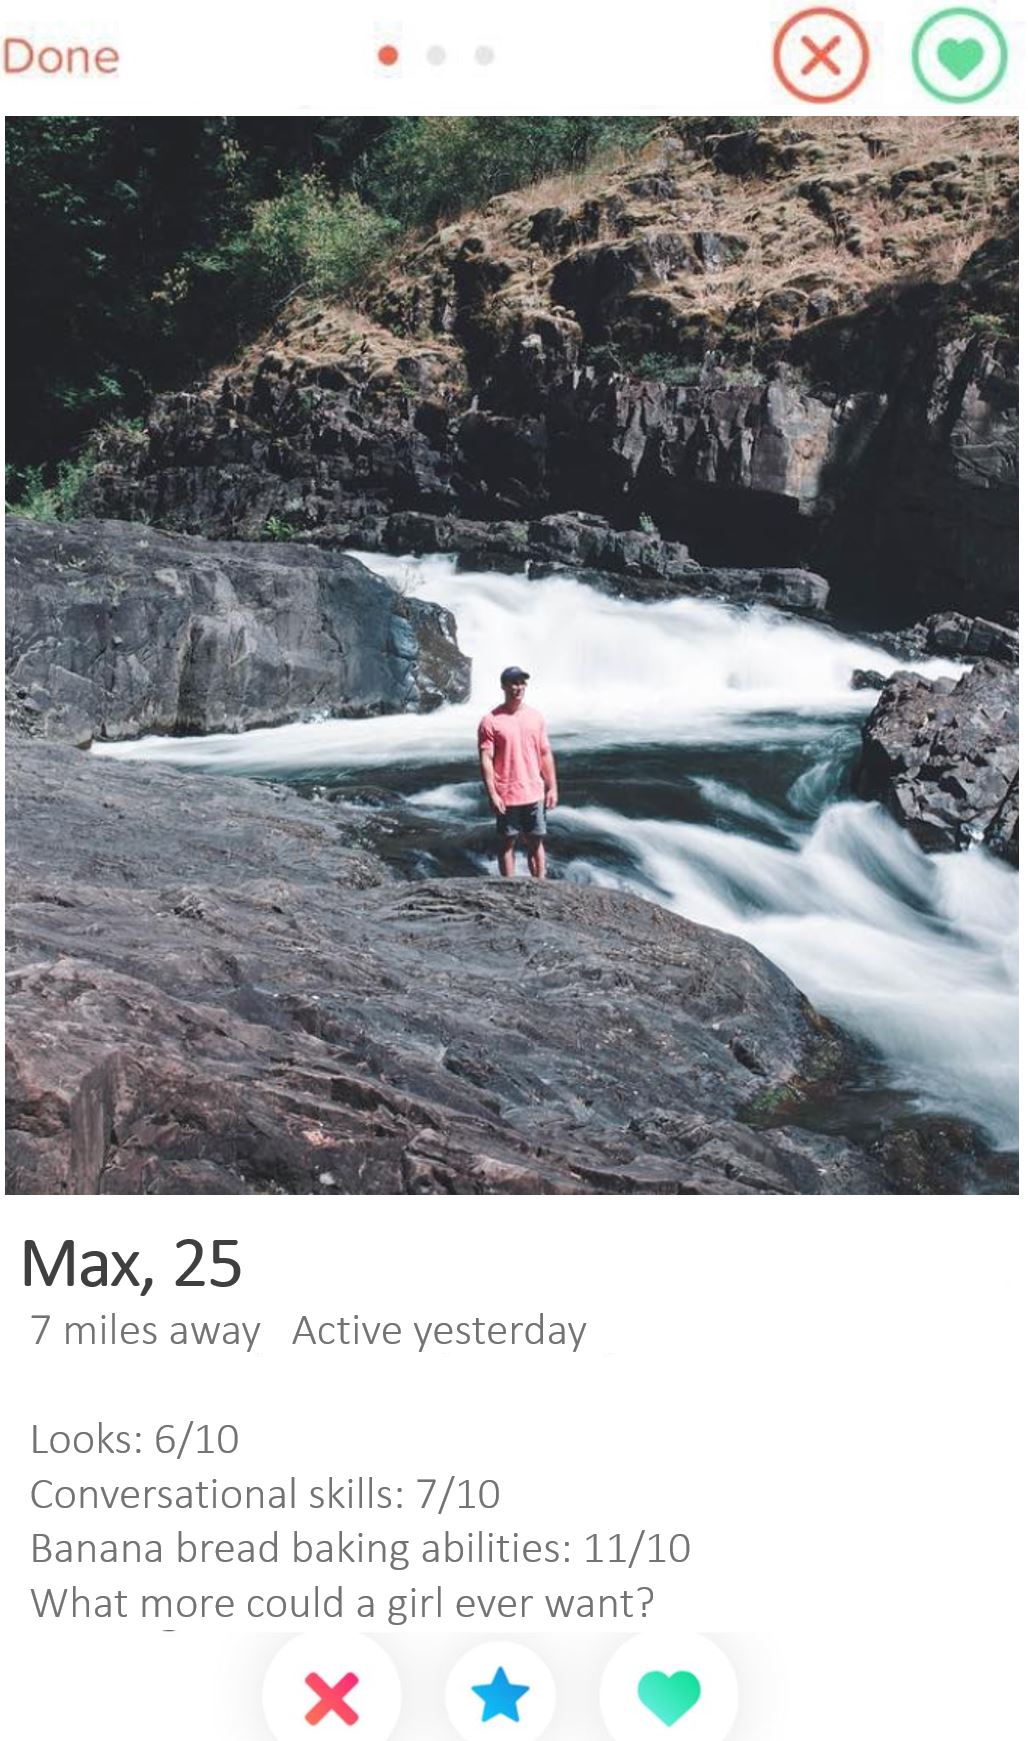 Done
Max, 25
7 miles away Active yesterday
Looks: 6/10
Conversational skills: 7/10
Banana bread baking abilities: 11/10
What more could a girl ever want?